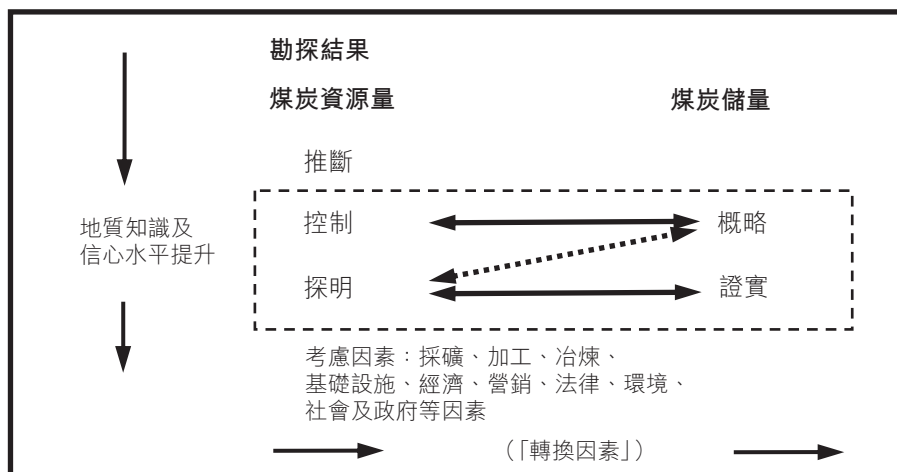 勘探結果
煤炭資源量 煤炭儲量
推斷
控制 概略
地質知識及
信心水平提升
探明 證實
考慮因素：採礦、加工、冶煉、
基礎設施、經濟、營銷、法律、環境、
社會及政府等因素
（「轉換因素」）